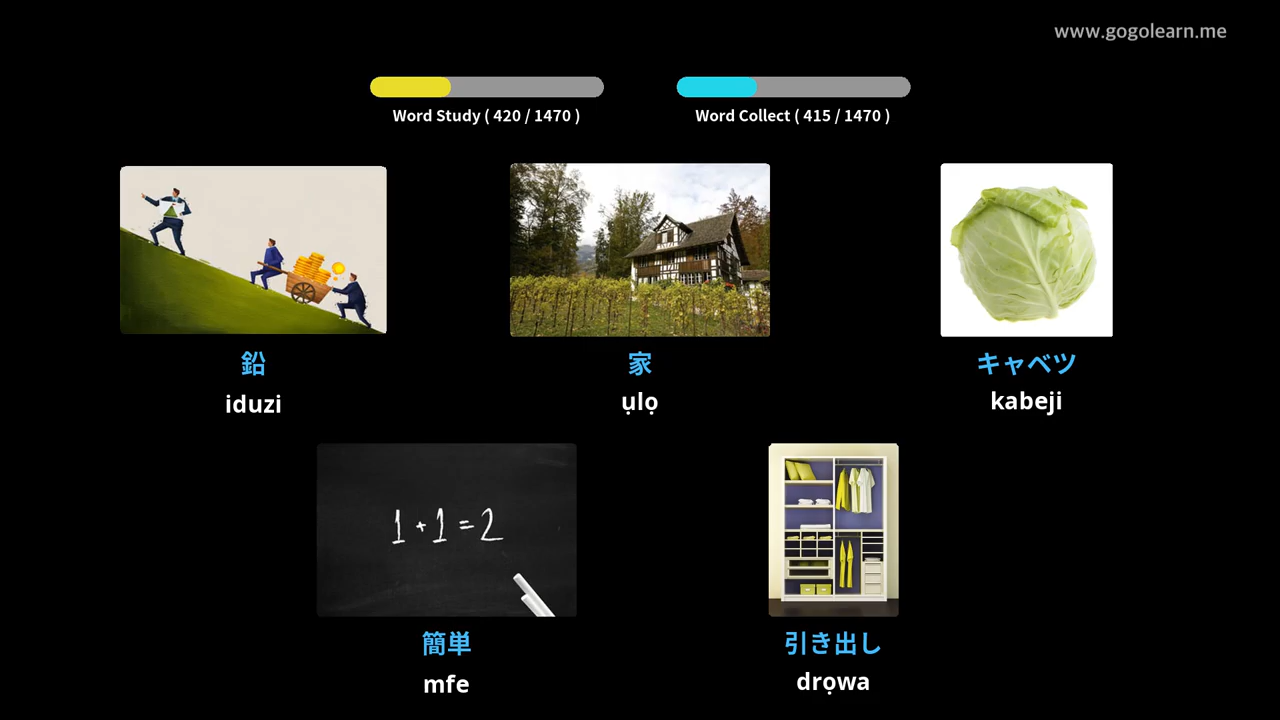 www.gogolearn.me
Word Study ( 420 / 1470 )
Word Collect ( 415 / 1470 )
鉛
iduzi
家
ụlọ
キャベツ
kabeji
1 + 1 = 2
簡単
mfe
引き出し
drọwa